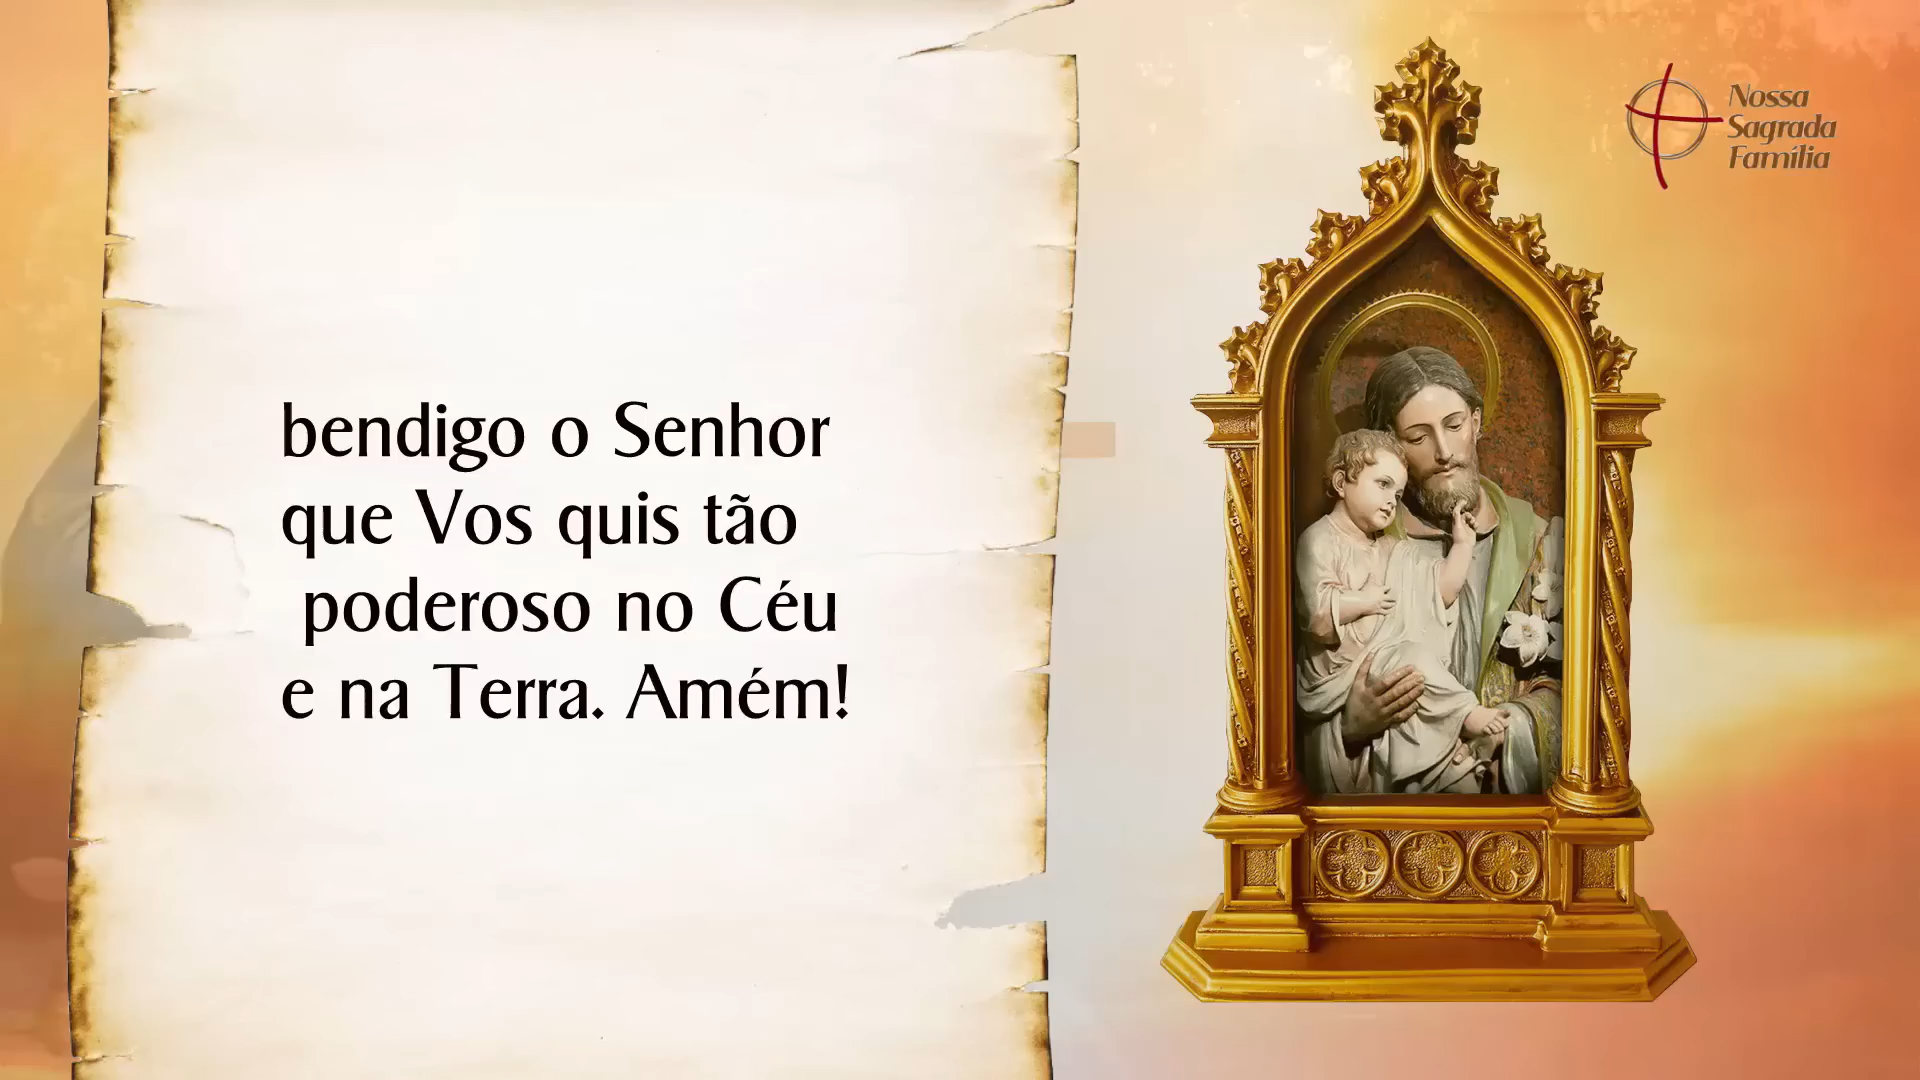 bendigo o Senhor
que Vos quis tão
poderoso no Céu
e na Terra. Amém!
Nossa
Sagrada
Família